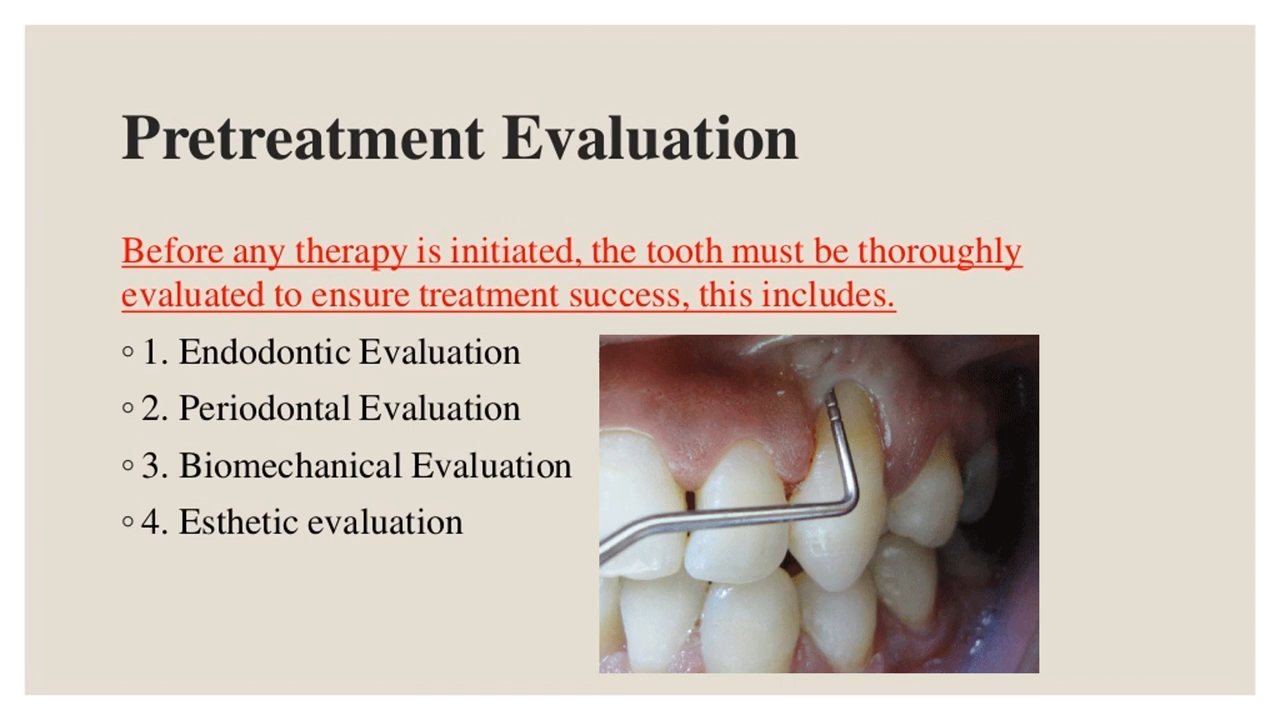 Pretreatment Evaluation
Before any therapy is initiated, the tooth must be thoroughly
evaluated to ensure treatment success, this includes.
◦ 1. Endodontic Evaluation
◦ 2. Periodontal Evaluation
◦ 3. Biomechanical Evaluation
◦ 4. Esthetic evaluation